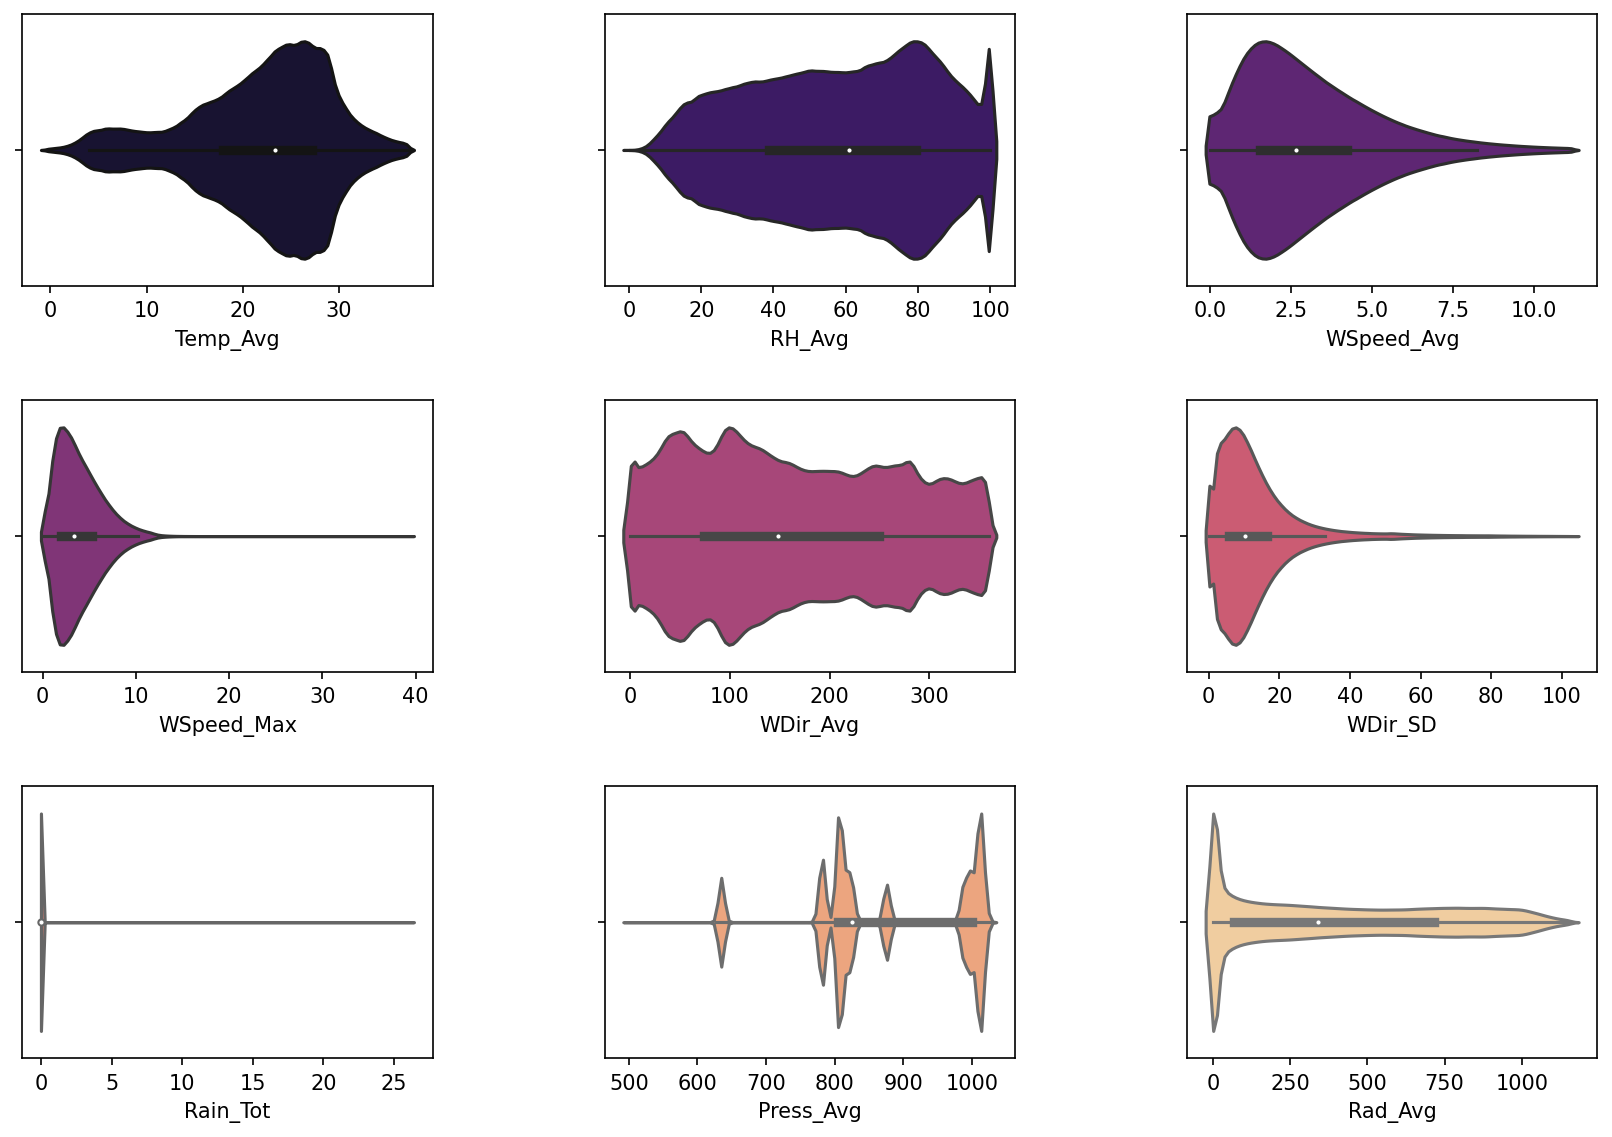 0 10 20 30
Temp_Avg
0 20 40 60 80 100
RH_Avg
0.0 2.5 5.0 7.5 10.0
WSpeed_Avg
0 10 20 30 40
WSpeed_Max
0 100 200 300
WDir_Avg
0 20 40 60 80 100
WDir_SD
0 5 10 15 20 25
Rain_Tot
500 600 700 800 900 1000
Press_Avg
0 250 500 750 1000
Rad_Avg